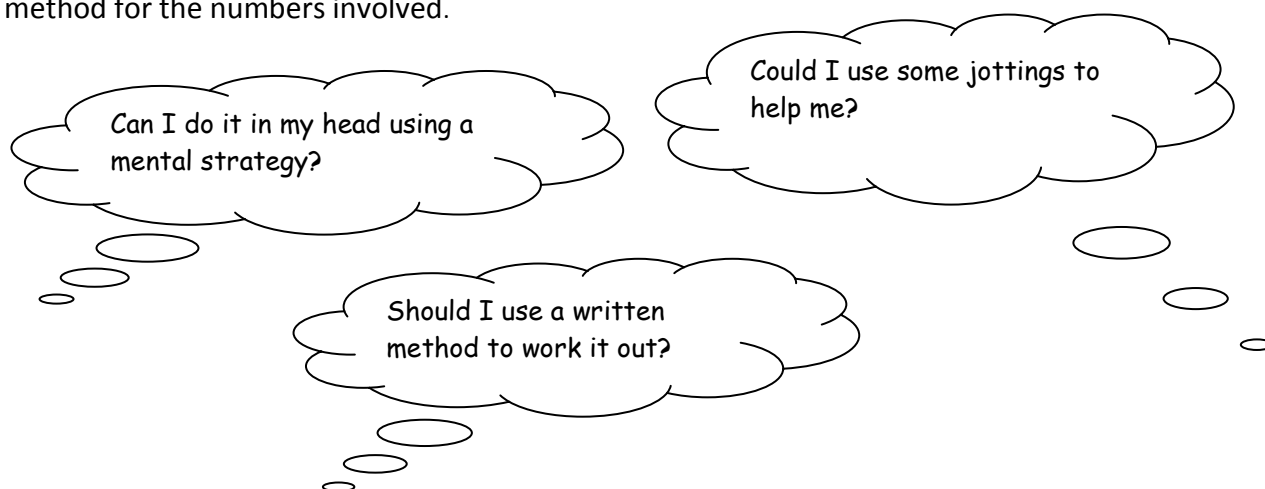 method for the numbers involved.
Can I do it in my head using a
mental strategy?
Could I use some jottings to
help me?
Should I use a written
method to work it out?